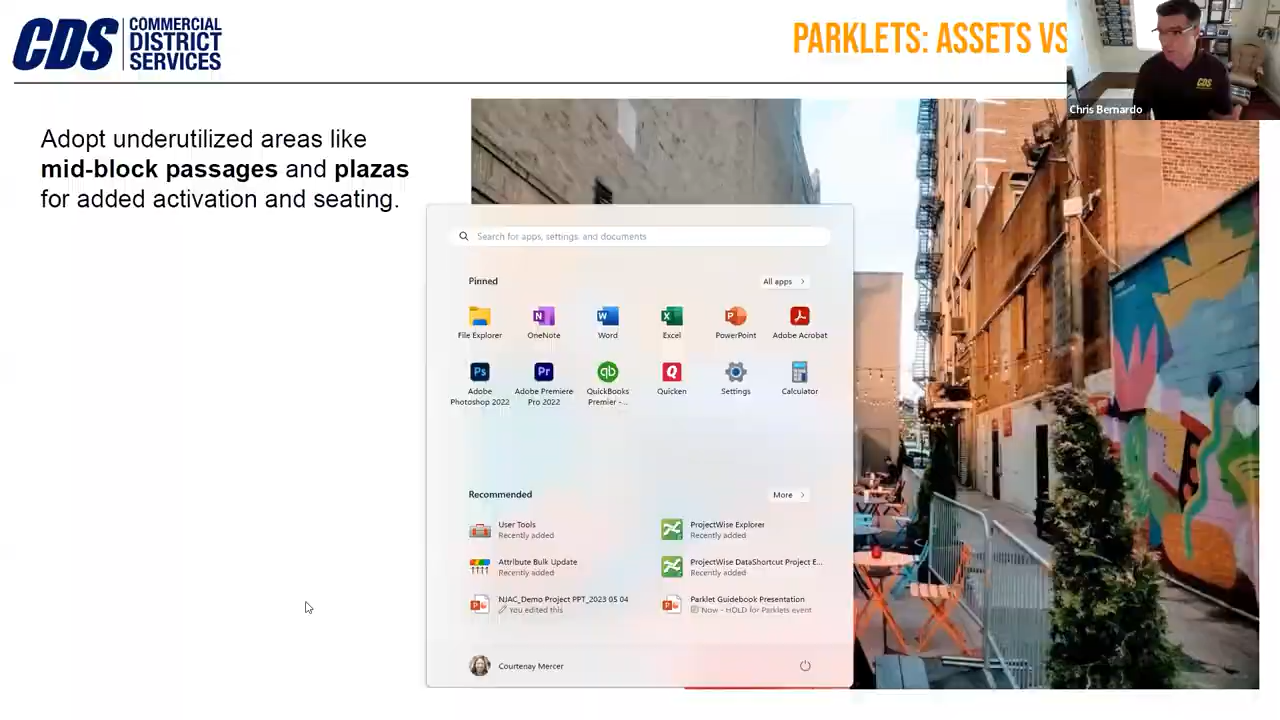 CDS COMMERCIAL
DISTRICT
SERVICES
PARKLETS: ASSETS VS
CDS
Chris Bernardo
Adopt underutilized areas like
mid-block passages and plazas
for added activation and seating.
Search for apps, settings, and documents
Pinned
All apps >
File Explorer
OneNote
Word
Excel
PowerPoint
Adobe Acrobat
Adobe
Photoshop 2022
Adobe Premiere
Pro 2022
QuickBooks
Premier - ...
Quicken
Settings
Calculator
Recommended
More >
User Tools
Recently added
ProjectWise Explorer
Recently added
Attribute Bulk Update
Recently added
ProjectWise DataShortcut Project E...
Recently added
NJAC_Demo Project PPT_2023 05 04
You edited this
Parklet Guidebook Presentation
Now - HOLD for Parklets event
Courtenay Mercer